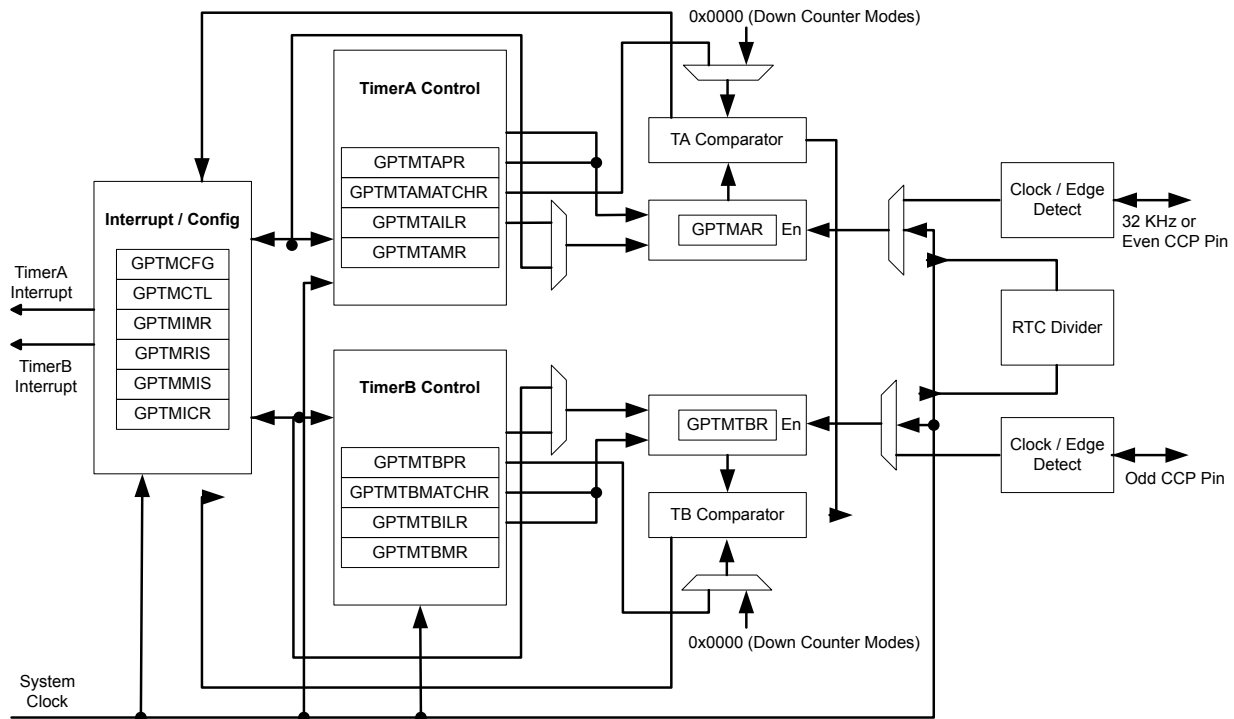 0x0000 (Down Counter Modes)
TimerA Control
GPTMTAPR
GPTMTAMATCHR
GPTMTAILR
GPTMTAMR
TA Comparator
GPTMAR
En
Clock / Edge
Detect
32 KHz or
Even CCP Pin
Interrupt / Config
GPTMCFG
GPTMCTL
GPTMIMR
GPTMRIS
GPTMMIS
GPTMICR
TimerA
Interrupt
TimerB
Interrupt
RTC Divider
TimerB Control
GPTMTBPR
GPTMTBMATCHR
GPTMTBILR
GPTMTBMR
GPTMTBR
En
TB Comparator
Clock / Edge
Detect
Odd CCP Pin
0x0000 (Down Counter Modes)
System
Clock